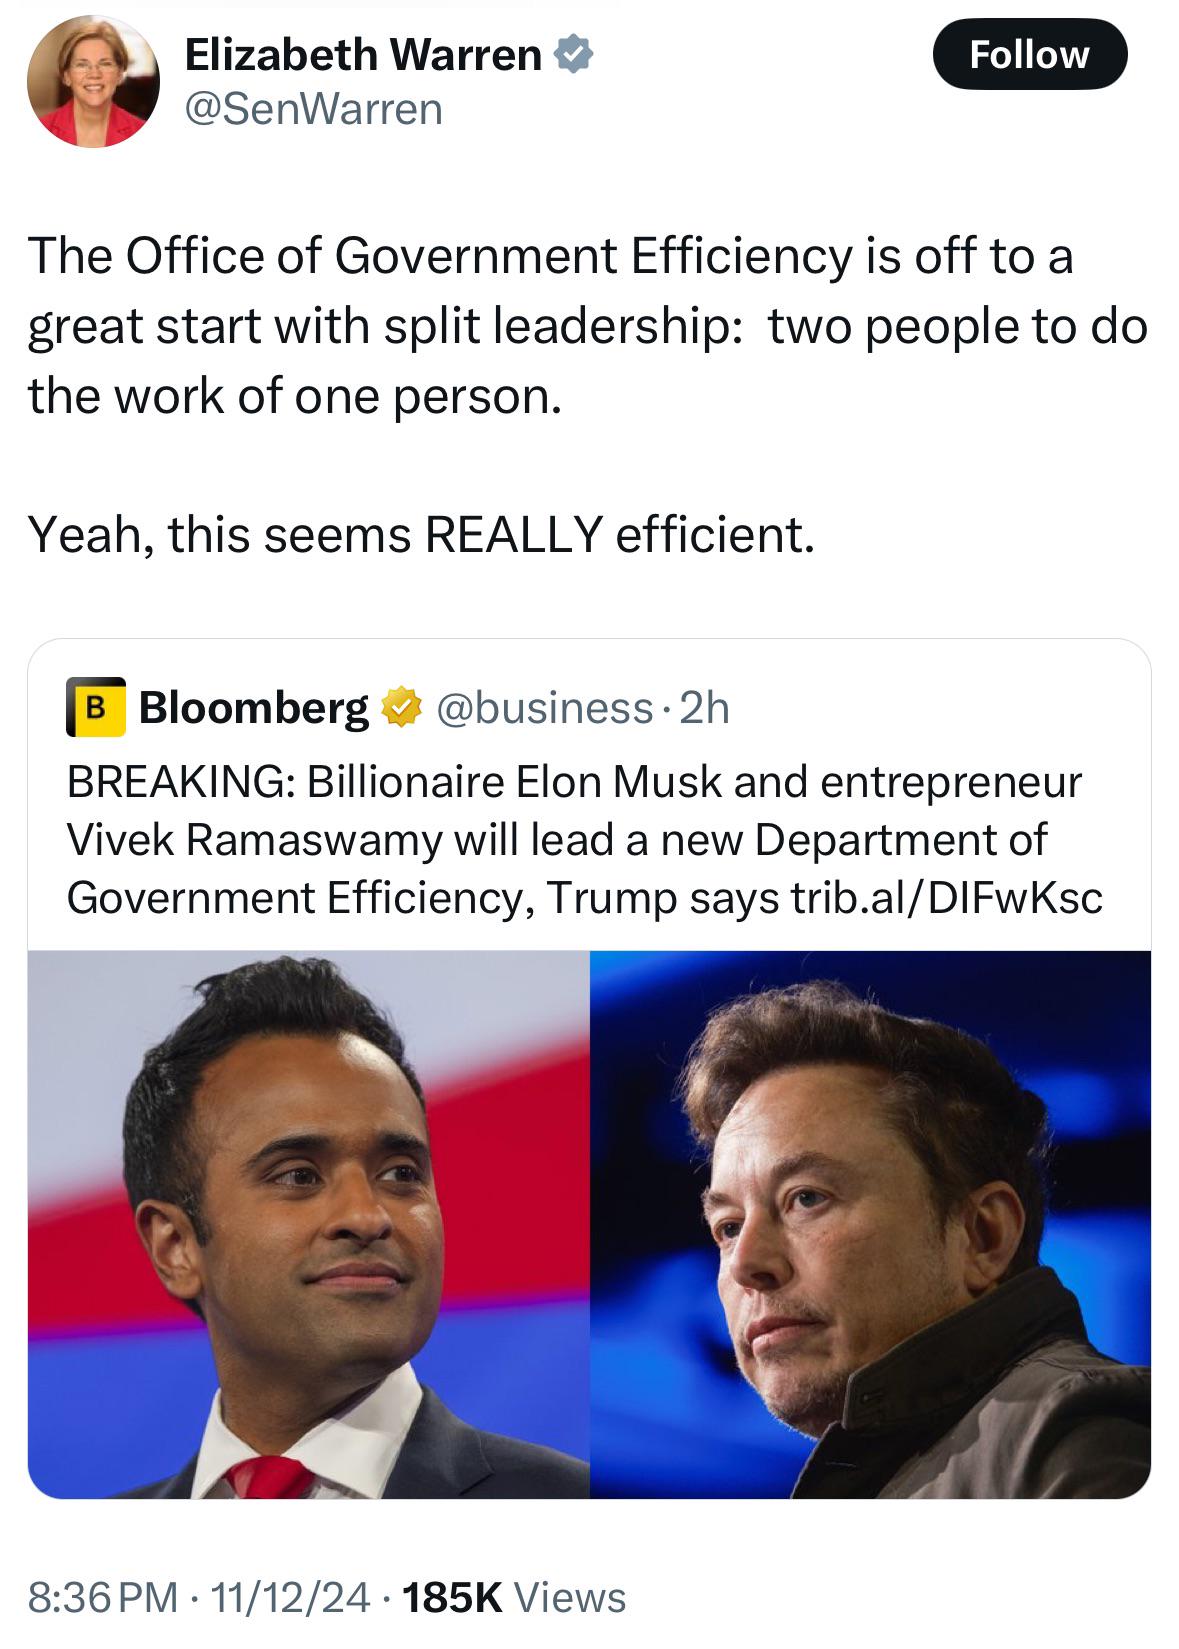 Elizabeth Warren
Follow
@SenWarren
The Office of Government Efficiency is off to a
great start with split leadership:  two people to do
the work of one person.
Yeah, this seems REALLY efficient.
B Bloomberg @business · 2h
BREAKING: Billionaire Elon Musk and entrepreneur
Vivek Ramaswamy will lead a new Department of
Government Efficiency, Trump says trib.al/DIFwKsc
8:36 PM · 11/12/24 · 185K Views